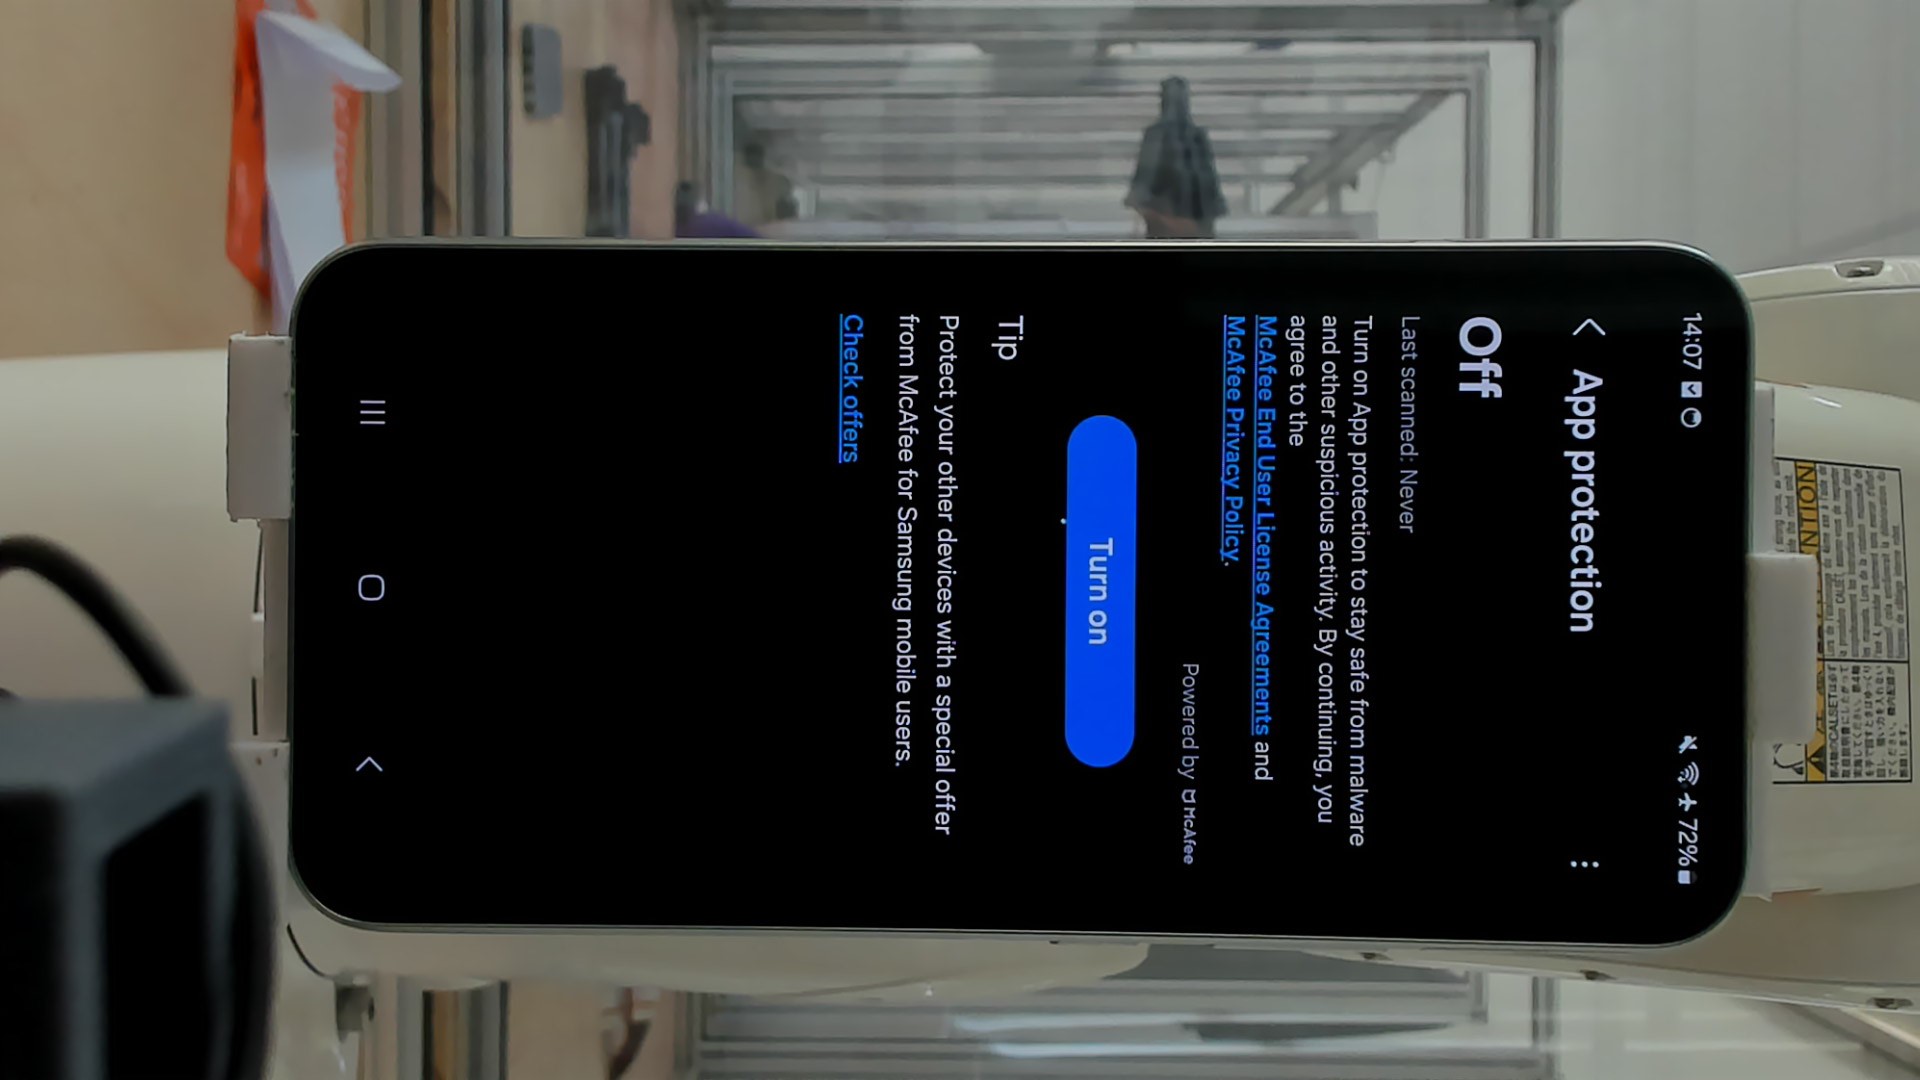 14:07
72%
App protection
Off
Last scanned: Never
Turn on App protection to stay safe from malware
and other suspicious activity. By continuing, you
agree to the
McAfee End User License Agreements and
McAfee Privacy Policy.
Powered by McAfee
Turn on
Tip
Protect your other devices with a special offer
from McAfee for Samsung mobile users.
Check offers